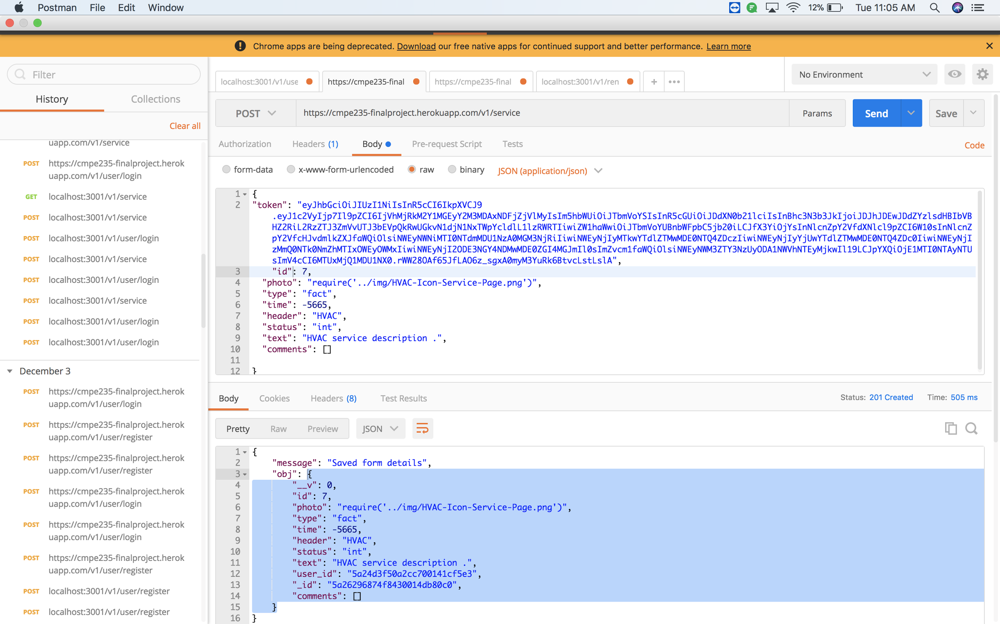 Postman File Edit Window 12% Tue 11:05 AM
Chrome apps are being deprecated. Download our free native apps for continued support and better performance. Learn more
Filter
History Collections
Clear all
uapp.com/v1/service
POST https://cmpe235-finalproject.herok
uapp.com/v1/user/login
GET localhost:3001/v1/service
POST localhost:3001/v1/service
POST localhost:3001/v1/user/login
POST localhost:3001/v1/service
POST localhost:3001/v1/user/login
POST localhost:3001/v1/service
POST localhost:3001/v1/user/login
POST localhost:3001/v1/user/login
December 3
POST https://cmpe235-finalproject.herok
uapp.com/v1/user/login
POST https://cmpe235-finalproject.herok
uapp.com/v1/user/register
POST https://cmpe235-finalproject.herok
uapp.com/v1/user/register
POST https://cmpe235-finalproject.herok
uapp.com/v1/user/login
POST https://cmpe235-finalproject.herok
uapp.com/v1/user/login
POST https://cmpe235-finalproject.herok
uapp.com/v1/user/register
POST localhost:3001/v1/user/register
POST localhost:3001/v1/user/register
localhost:3001/v1/use https://cmpe235-final https://cmpe235-final localhost:3001/v1/ren + •••
No Environment
POST https://cmpe235-finalproject.herokuapp.com/v1/service Params Send Save
Authorization Headers (1) Body Pre-request Script Tests Code
form-data x-www-form-urlencoded raw binary JSON (application/json)
1 {
2 "token": "eyJhbGciOiJIUzI1NiIsInR5cCI6IkpXVCJ9
3 "id": 7,
4 "photo": "require('../img/HVAC-Icon-Service-Page.png')",
5 "type": "fact",
6 "time": -5665,
7 "header": "HVAC",
8 "status": "int",
9 "text": "HVAC service description .",
10 "comments": []
11
12 }
Body Cookies Headers (8) Test Results Status: 201 Created Time: 505 ms
Pretty Raw Preview JSON
1 {
2 "message": "Saved form details",
3 "obj": {
4 "__v": 0,
5 "id": 7,
6 "photo": "require('../img/HVAC-Icon-Service-Page.png')",
7 "type": "fact",
8 "time": -5665,
9 "header": "HVAC",
10 "status": "int",
11 "text": "HVAC service description .",
12 "user_id": "5a24d3f50a2cc700141cf5e3",
13 "_id": "5a26296874f8430014db80c0",
14 "comments": []
15 }
16 }